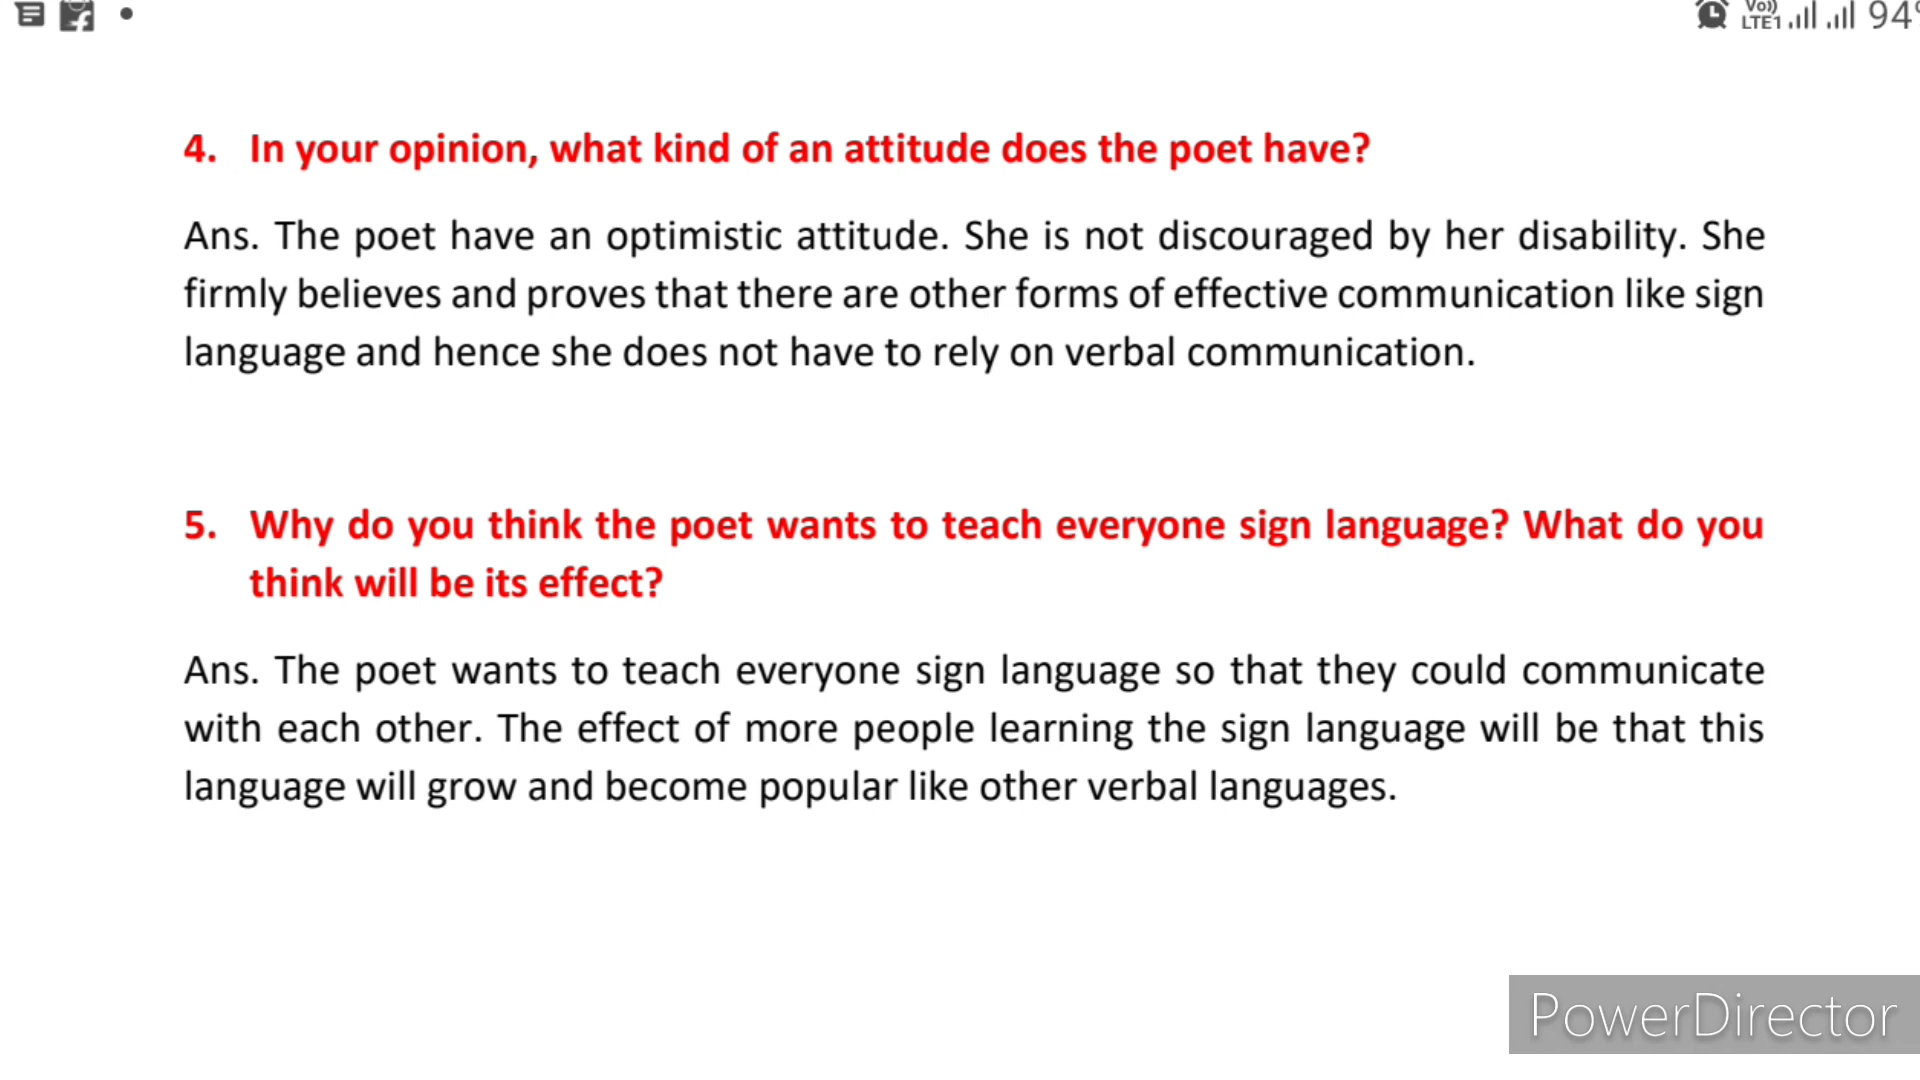 Vo))
LTE1
94
4. In your opinion, what kind of an attitude does the poet have?
Ans. The poet have an optimistic attitude. She is not discouraged by her disability. She
firmly believes and proves that there are other forms of effective communication like sign
language and hence she does not have to rely on verbal communication.
5. Why do you think the poet wants to teach everyone sign language? What do you
think will be its effect?
Ans. The poet wants to teach everyone sign language so that they could communicate
with each other. The effect of more people learning the sign language will be that this
language will grow and become popular like other verbal languages.
PowerDirector